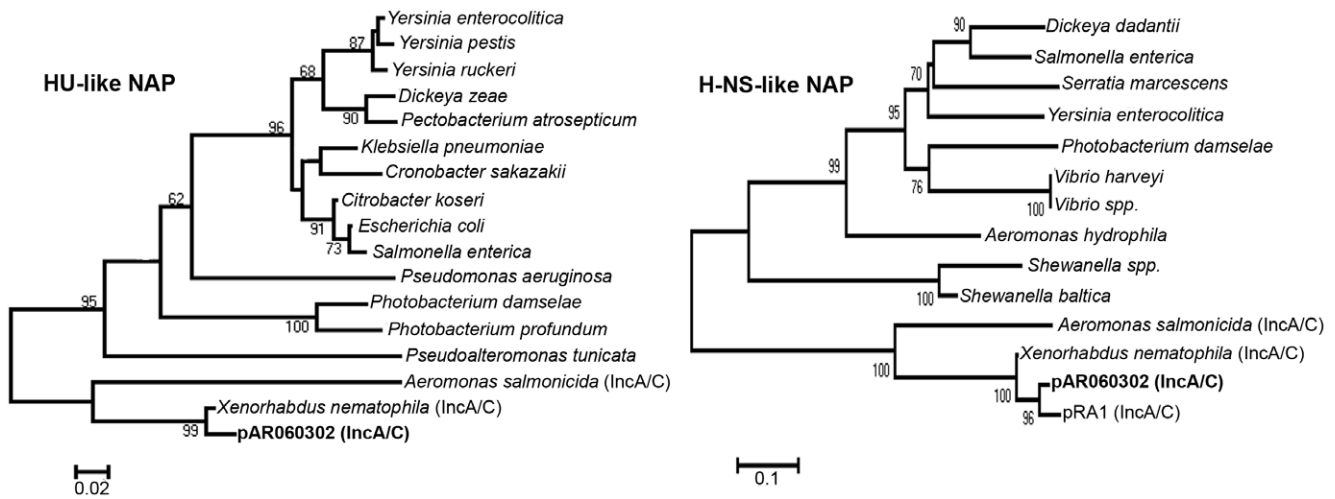 HU-like NAP
Yersinia enterocolitica
87
Yersinia pestis
Yersinia ruckeri
68
Dickeya zeae
90
Pectobacterium atrosepticum
96
Klebsiella pneumoniae
Cronobacter sakazakii
62
Citrobacter koseri
91
Escherichia coli
73
Salmonella enterica
Pseudomonas aeruginosa
95
Photobacterium damselae
100
Photobacterium profundum
Pseudoalteromonas tunicata
Aeromonas salmonicida (IncA/C)
Xenorhabdus nematophila (IncA/C)
99
pAR060302 (IncA/C)
0.02
H-NS-like NAP
90
Dickeya dadantii
Salmonella enterica
70
Serratia marcescens
95
Yersinia enterocolitica
Photobacterium damselae
99
76
Vibrio harveyi
100
Vibrio spp.
Aeromonas hydrophila
Shewanella spp.
100
Shewanella baltica
Aeromonas salmonicida (IncA/C)
100
Xenorhabdus nematophila (IncA/C)
100
pAR060302 (IncA/C)
96
pRA1 (IncA/C)
0.1